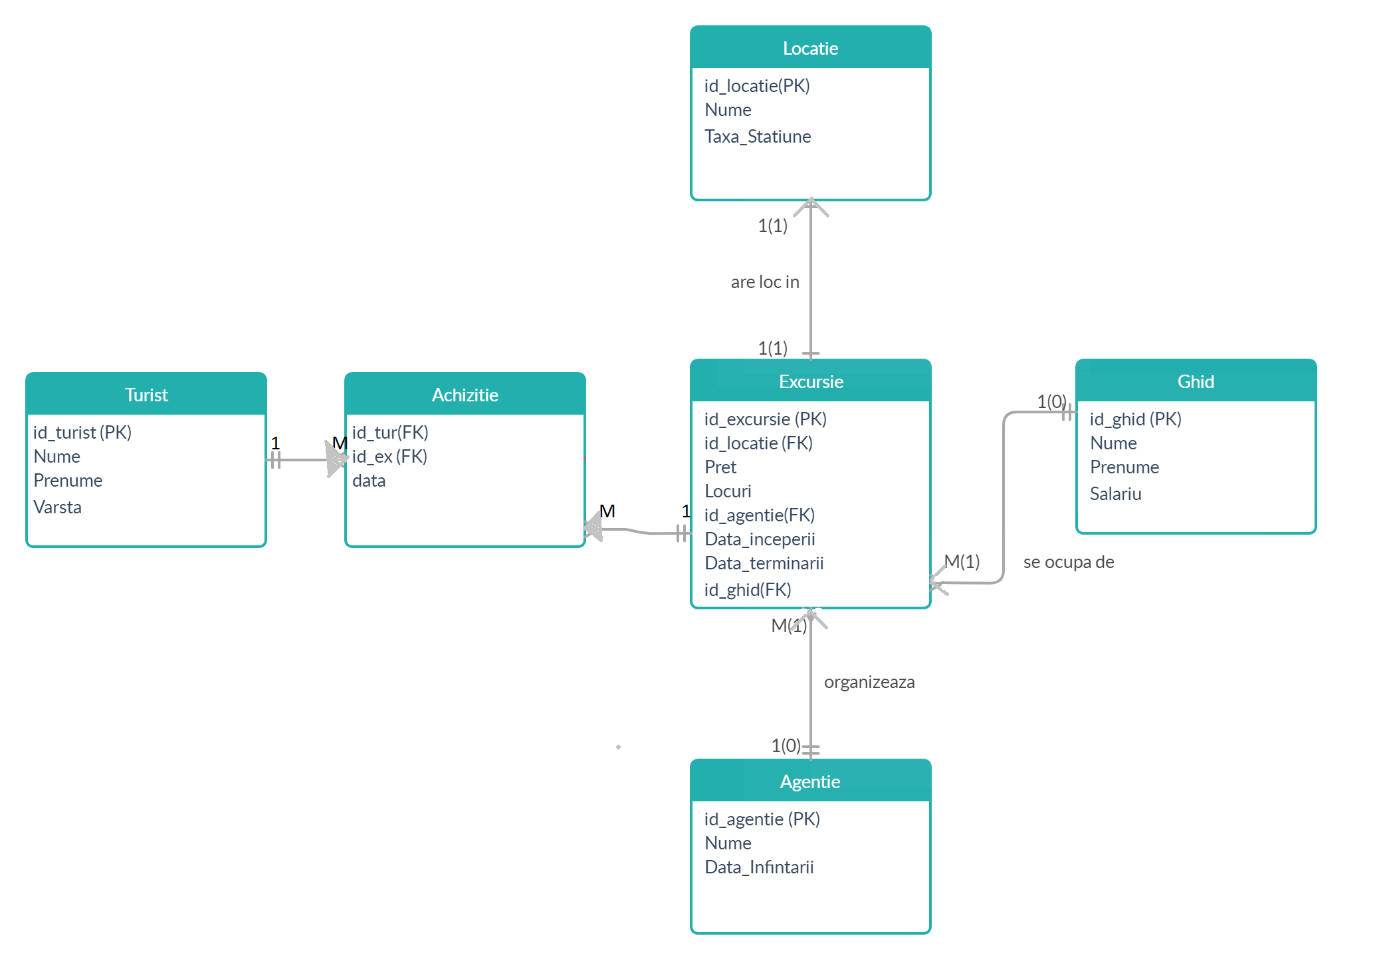 Locatie
id_locatie(PK)
Nume
Taxa_Statiune
1(1)
are loc in
1(1)
Turist
id_turist (PK)
Nume
Prenume
Varsta
1
M
Achizitie
id_tur(FK)
id_ex (FK)
data
M
1
Excursie
id_excursie (PK)
id_locatie (FK)
Pret
Locuri
id_agentie(FK)
Data_inceperii
Data_terminarii
id_ghid(FK)
Ghid
1(0)
id_ghid (PK)
Nume
Prenume
Salariu
M(1)
se ocupa de
M(1)
organizeaza
1(0)
Agentie
id_agentie (PK)
Nume
Data_Infintarii